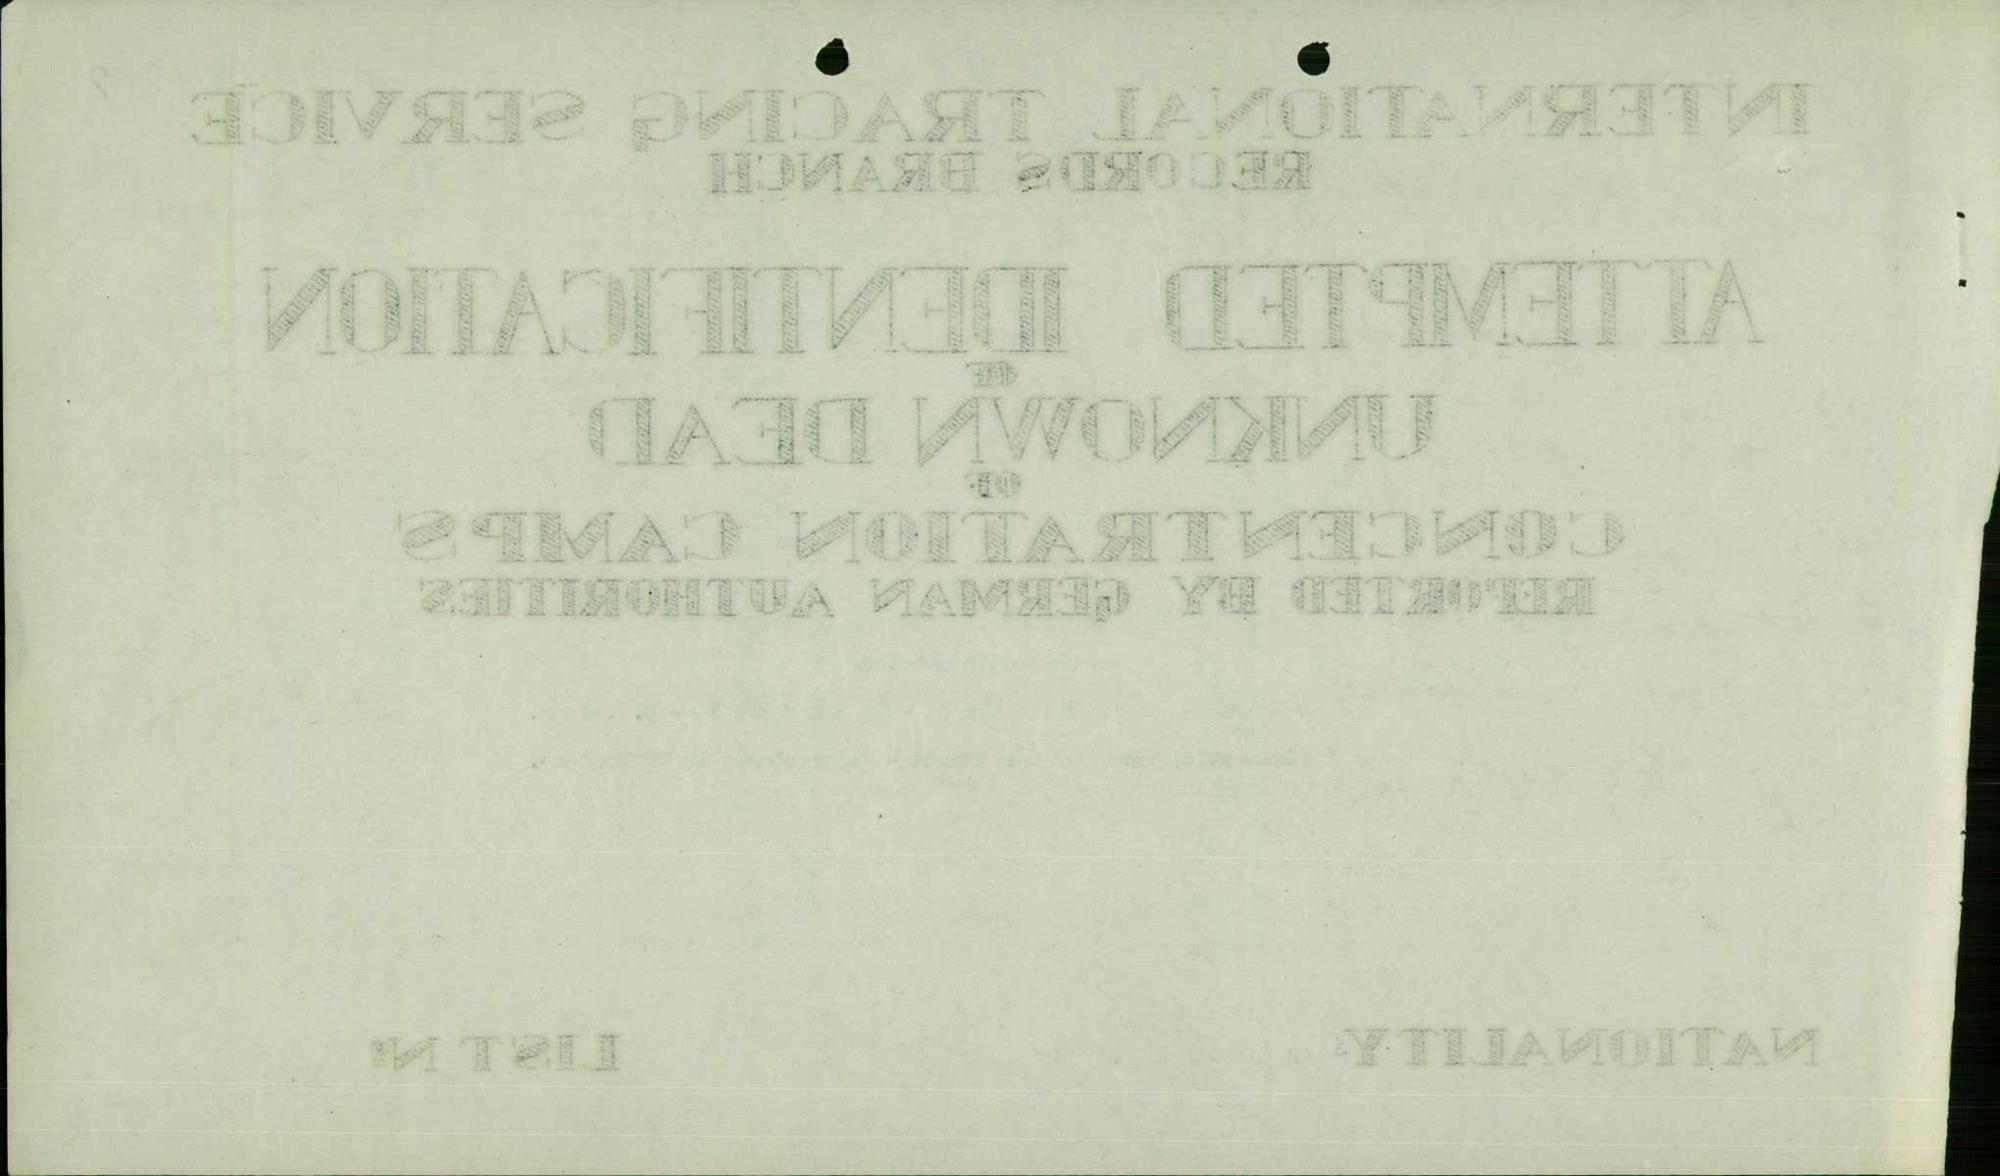 INTERNATIONAL TRACING SERVICE
RECORDS BRANCH
ATTEMPTED IDENTIFICATION
OF
UNKNOWN DEAD
OF
CONCENTRATION CAMPS
REPORTED BY GERMAN AUTHORITIES
NATIONALITY: LIST Nº